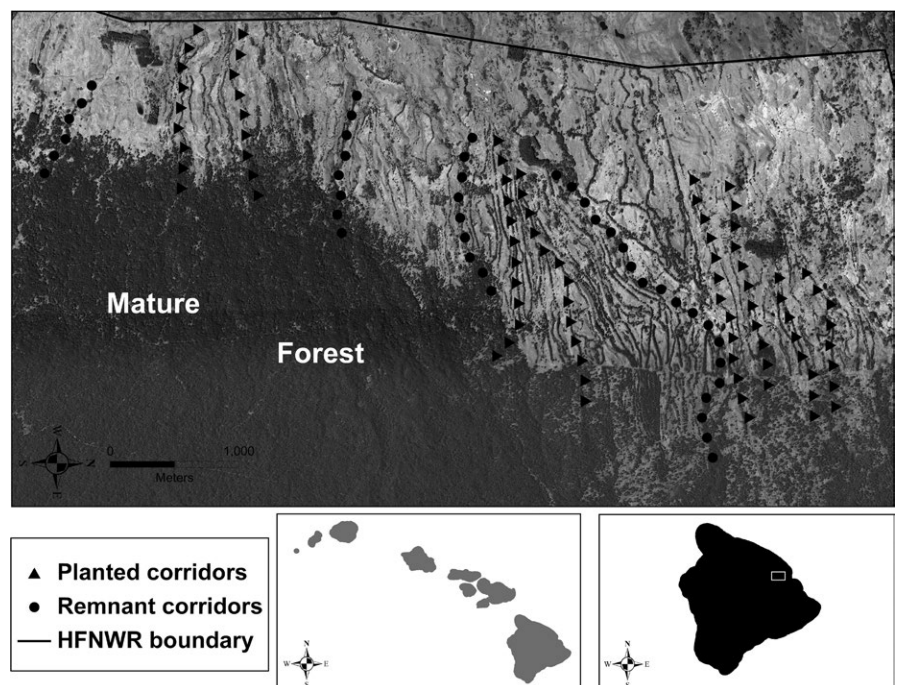 Mature
Forest
W
S
N
E
0 1,000
Meters
Planted corridors
Remnant corridors
HFNWR boundary
N
W E
S
N
W E
S